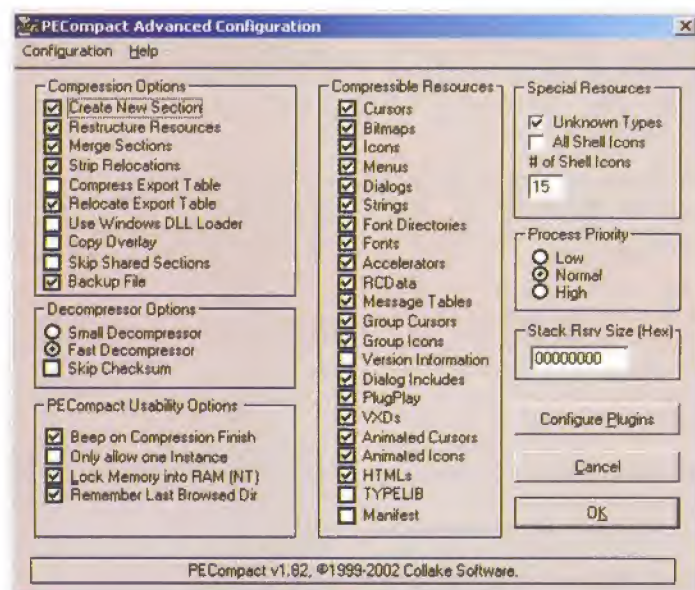 PECompact Advanced Configuration
Configuration Help
Compression Options
Create New Section
Restructure Resources
Merge Sections
Strip Relocations
Compress Export Table
Relocate Export Table
Use Windows DLL Loader
Copy Overlay
Skip Shared Sections
Backup File
Decompressor Options
Small Decompressor
Fast Decompressor
Skip Checksum
PECompact Usability Options
Beep on Compression Finish
Only allow one Instance
Lock Memory into RAM (NT)
Remember Last Browsed Dir
Compressible Resources
Cursors
Bitmaps
Icons
Menus
Dialogs
Strings
Font Directories
Fonts
Accelerators
RCData
Message Tables
Group Cursors
Group Icons
Version Information
Dialog Includes
PlugPlay
VXDs
Animated Cursors
Animated Icons
HTMLs
TYPELIB
Manifest
Special Resources
Unknown Types
All Shell Icons
# of Shell Icons
15
Process Priority
Low
Normal
High
Stack Rsrv Size (Hex)
00000000
Configure Plugins
Cancel
OK
PECompact v1.82, ©1999-2002 Collake Software.